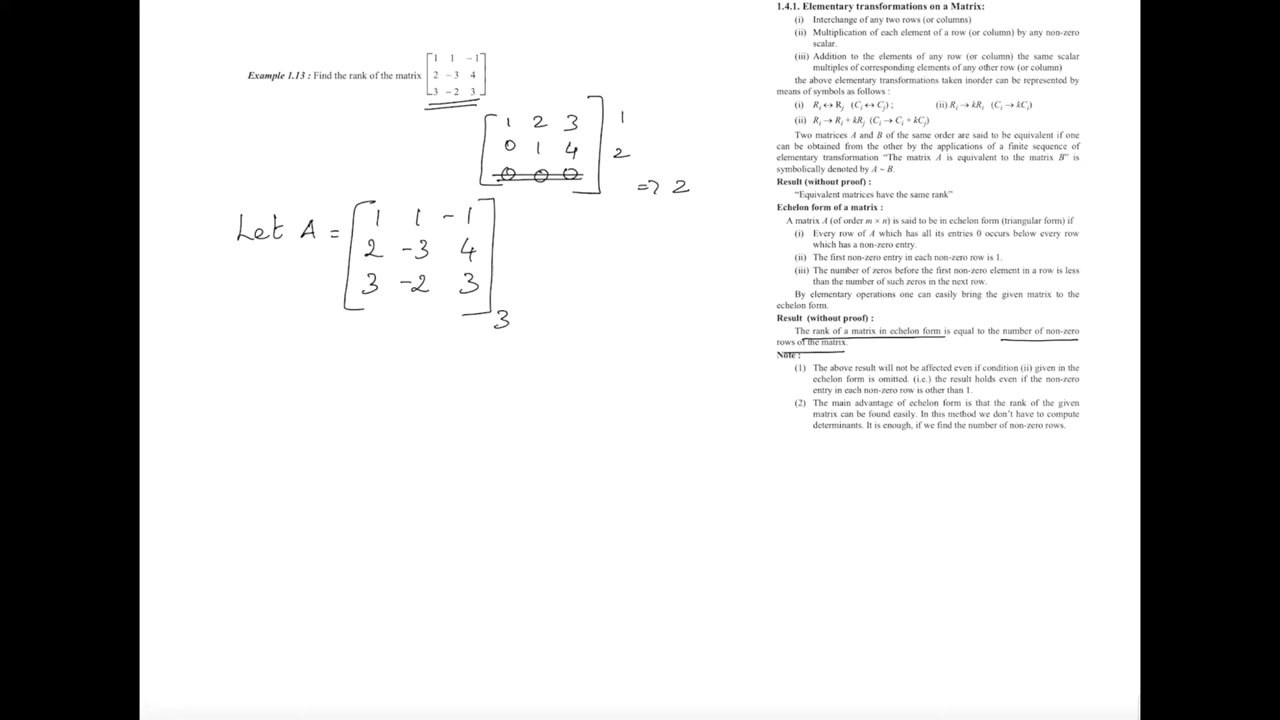 Example 1.13 : Find the rank of the matrix
1 1 −1
2 −3 4
3 −2 3
1 2 3 1
0 1 4 2
0 0 0
=> 2
Let A =
1 1 -1
2 -3 4
3 -2 3
3
1.4.1. Elementary transformations on a Matrix:
(i) Interchange of any two rows (or columns)
(ii) Multiplication of each element of a row (or column) by any non-zero
scalar.
(iii) Addition to the elements of any row (or column) the same scalar
multiples of corresponding elements of any other row (or column)
the above elementary transformations taken inorder can be represented by
means of symbols as follows :
(i) Ri ↔ Rj (Ci ↔ Cj) ; (ii) Ri → kRi (Ci → kCi)
(ii) Ri → Ri + kRj (Ci → Ci + kCj)
Two matrices A and B of the same order are said to be equivalent if one
can be obtained from the other by the applications of a finite sequence of
elementary transformation “The matrix A is equivalent to the matrix B” is
symbolically denoted by A ~ B.
Result (without proof) :
“Equivalent matrices have the same rank”
Echelon form of a matrix :
A matrix A (of order m × n) is said to be in echelon form (triangular form) if
(i) Every row of A which has all its entries 0 occurs below every row
which has a non-zero entry.
(ii) The first non-zero entry in each non-zero row is 1.
(iii) The number of zeros before the first non-zero element in a row is less
than the number of such zeros in the next row.
By elementary operations one can easily bring the given matrix to the
echelon form.
Result (without proof) :
The rank of a matrix in echelon form is equal to the number of non-zero
rows of the matrix.
Note :
(1) The above result will not be affected even if condition (ii) given in the
echelon form is omitted. (i.e.) the result holds even if the non-zero
entry in each non-zero row is other than 1.
(2) The main advantage of echelon form is that the rank of the given
matrix can be found easily. In this method we don’t have to compute
determinants. It is enough, if we find the number of non-zero rows.